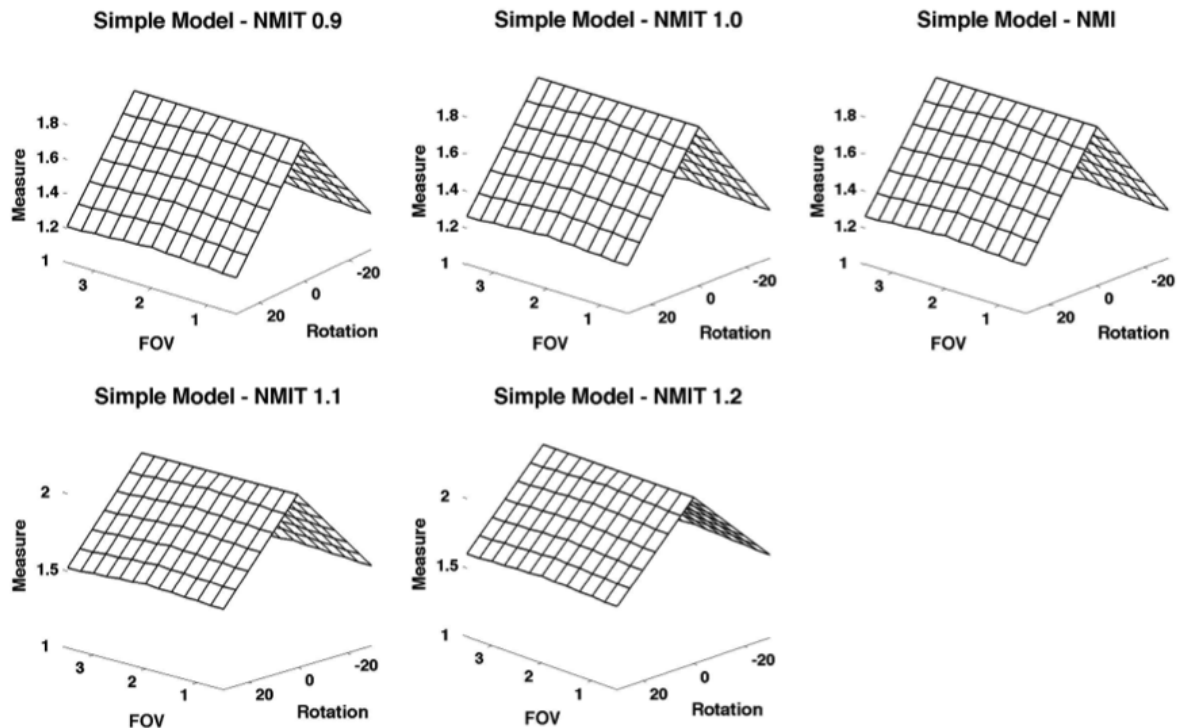 Simple Model - NMIT 0.9
1.8
1.6
1.4
1.2
1
Measure
3
2
1
FOV
20
0
-20
Rotation
Simple Model - NMIT 1.0
1.8
1.6
1.4
1.2
1
Measure
3
2
1
FOV
20
0
-20
Rotation
Simple Model - NMI
1.8
1.6
1.4
1.2
1
Measure
3
2
1
FOV
20
0
-20
Rotation
Simple Model - NMIT 1.1
2
1.5
1
Measure
3
2
1
FOV
20
0
-20
Rotation
Simple Model - NMIT 1.2
2
1.5
1
Measure
3
2
1
FOV
20
0
-20
Rotation